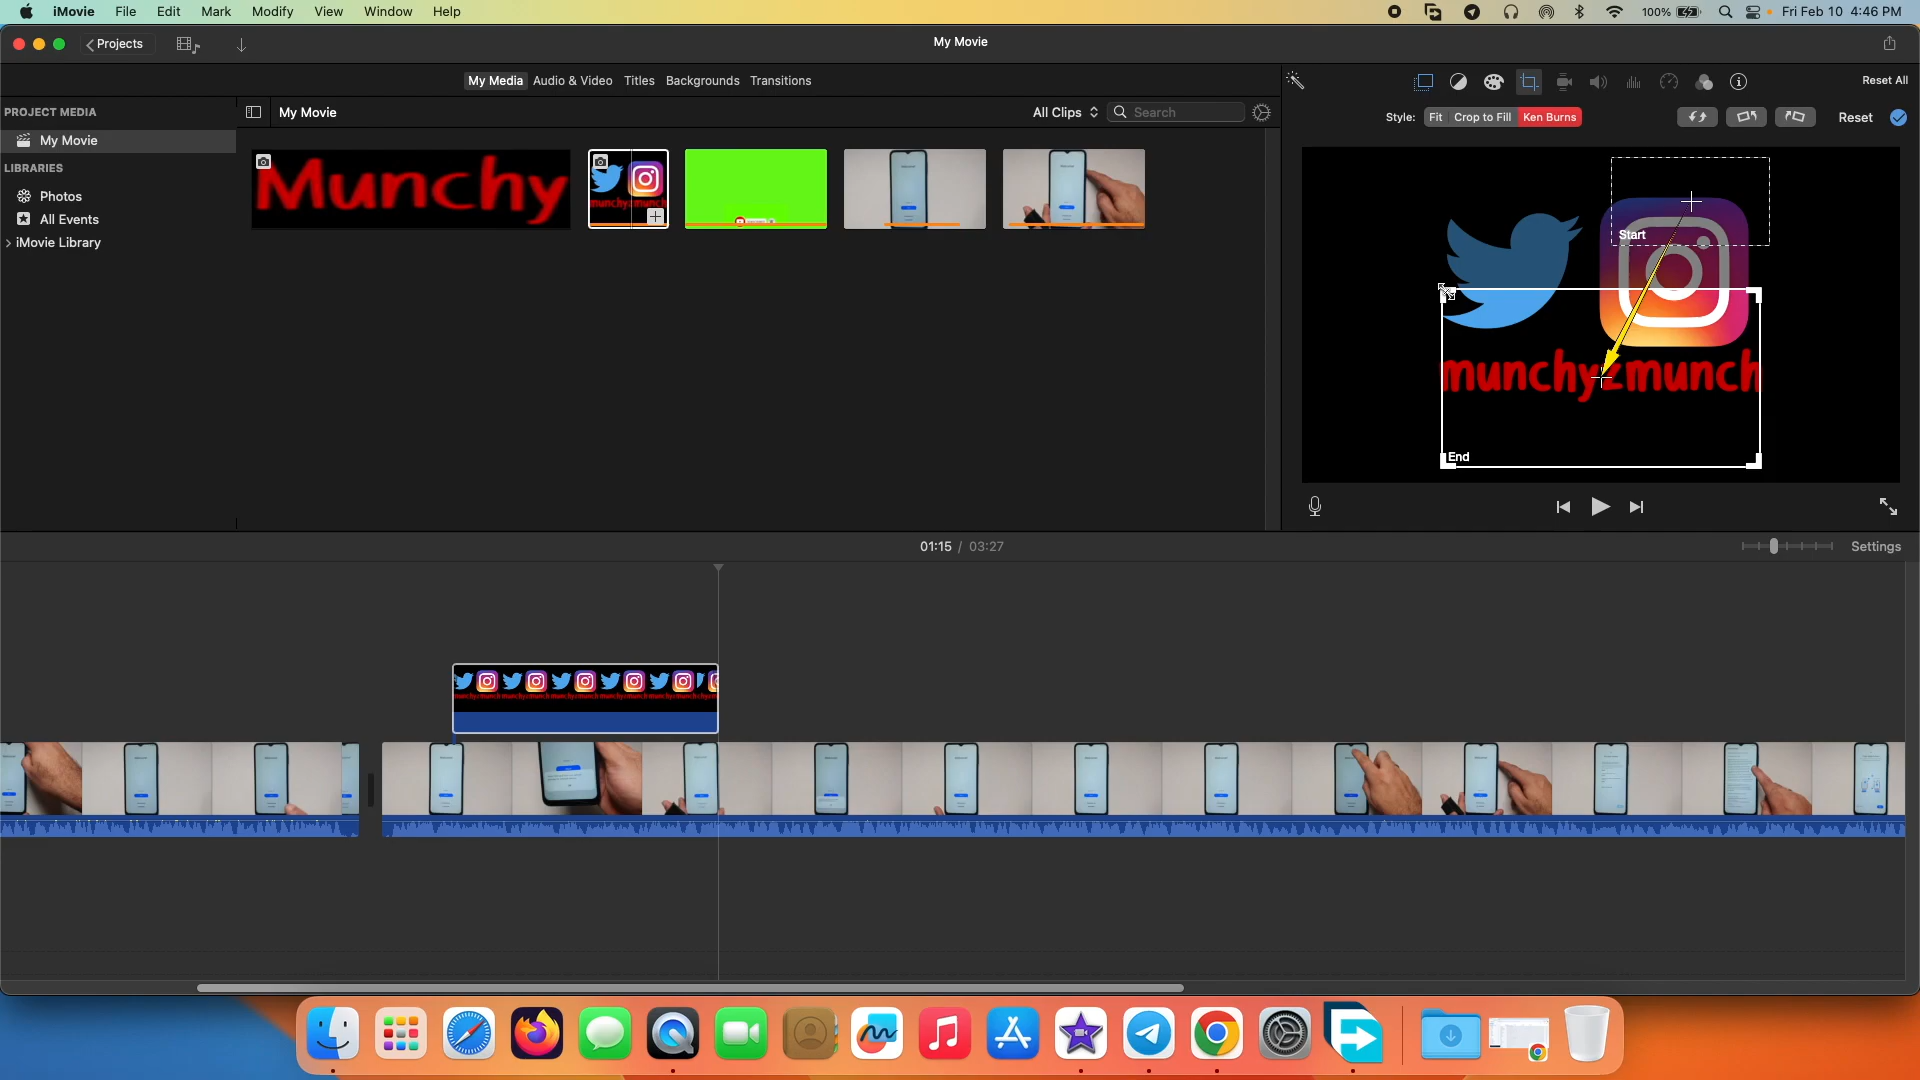 iMovie File Edit Mark Modify View Window Help
100% Fri Feb 10 4:46 PM
Projects
My Movie
My Media Audio & Video Titles Backgrounds Transitions
Reset All
PROJECT MEDIA
My Movie
All Clips
Search
Style: Fit Crop to Fill Ken Burns
Reset
My Movie
LIBRARIES
Photos
All Events
iMovie Library
Munchy
Start
munchyzmunch
End
01:15 / 03:27
Settings